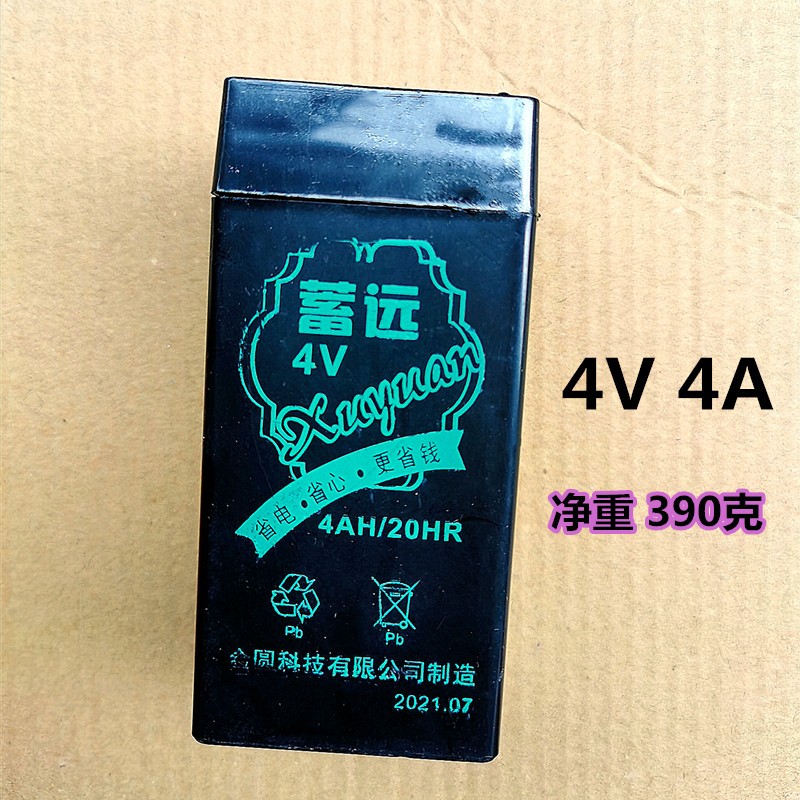 蓄远
4V
Xuyuan
省电·省心·更省钱
4AH/20HR
Pb
Pb
金圆科技有限公司制造
2021.07
4V 4A
净重 390克